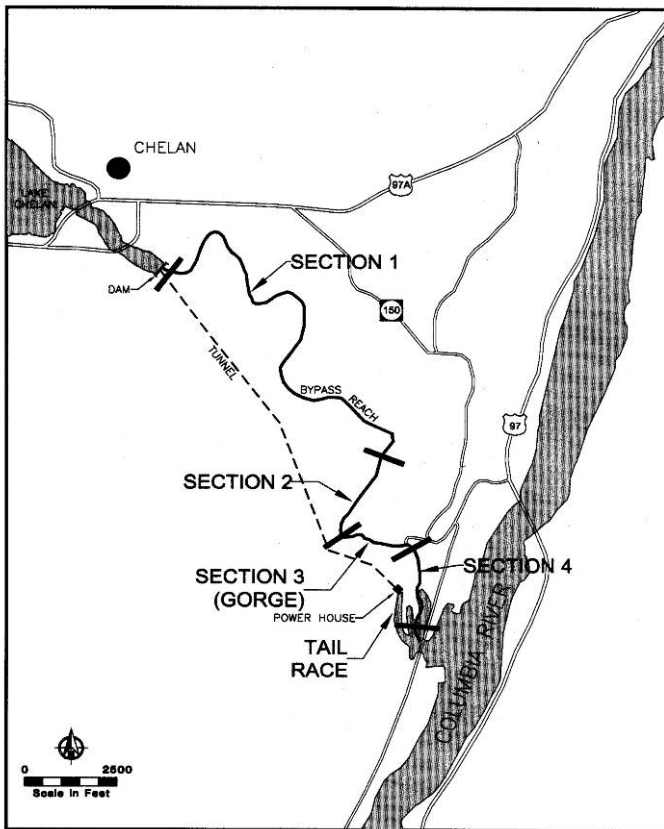 CHELAN
97A
LAKE
CHELAN
SECTION 1
DAM
150
TUNNEL
BYPASS REACH
97
SECTION 2
SECTION 3
(GORGE)
SECTION 4
POWER HOUSE
TAIL
RACE
COLUMBIA RIVER
0 2500
Scale in Feet